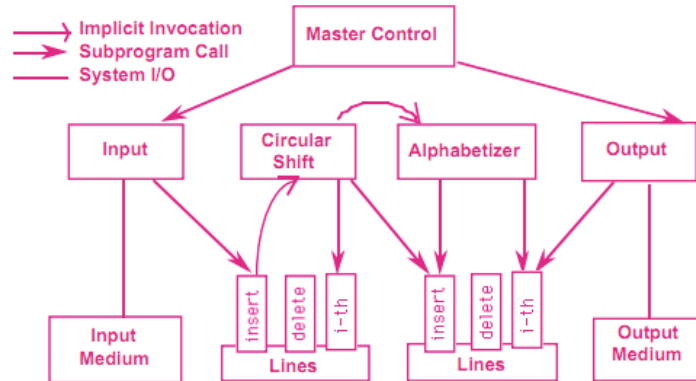 Implicit Invocation
Subprogram Call
System I/O
Master Control
Input
Circular
Shift
Alphabetizer
Output
insert
delete
i-th
Lines
insert
delete
i-th
Lines
Input
Medium
Output
Medium